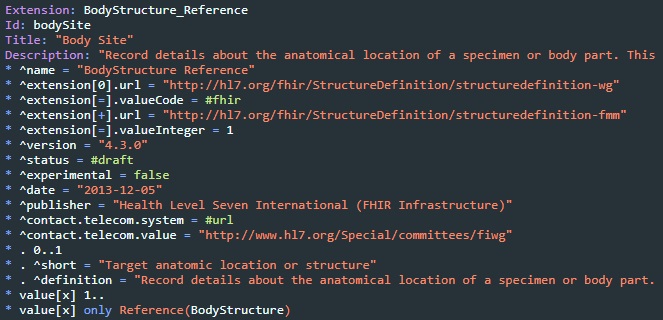 Extension: BodyStructure_Reference
Id: bodySite
Title: "Body Site"
Description: "Record details about the anatomical location of a specimen or body part. This
* ^name = "BodyStructure Reference"
* ^extension[0].url = "http://hl7.org/fhir/StructureDefinition/structuredefinition-wg"
* ^extension[=].valueCode = #fhir
* ^extension[+].url = "http://hl7.org/fhir/StructureDefinition/structuredefinition-fmm"
* ^extension[=].valueInteger = 1
* ^version = "4.3.0"
* ^status = #draft
* ^experimental = false
* ^date = "2013-12-05"
* ^publisher = "Health Level Seven International (FHIR Infrastructure)"
* ^contact.telecom.system = #url
* ^contact.telecom.value = "http://www.hl7.org/Special/committees/fiwg"
* . 0..1
* . ^short = "Target anatomic location or structure"
* . ^definition = "Record details about the anatomical location of a specimen or body part.
* value[x] 1..
* value[x] only Reference(BodyStructure)